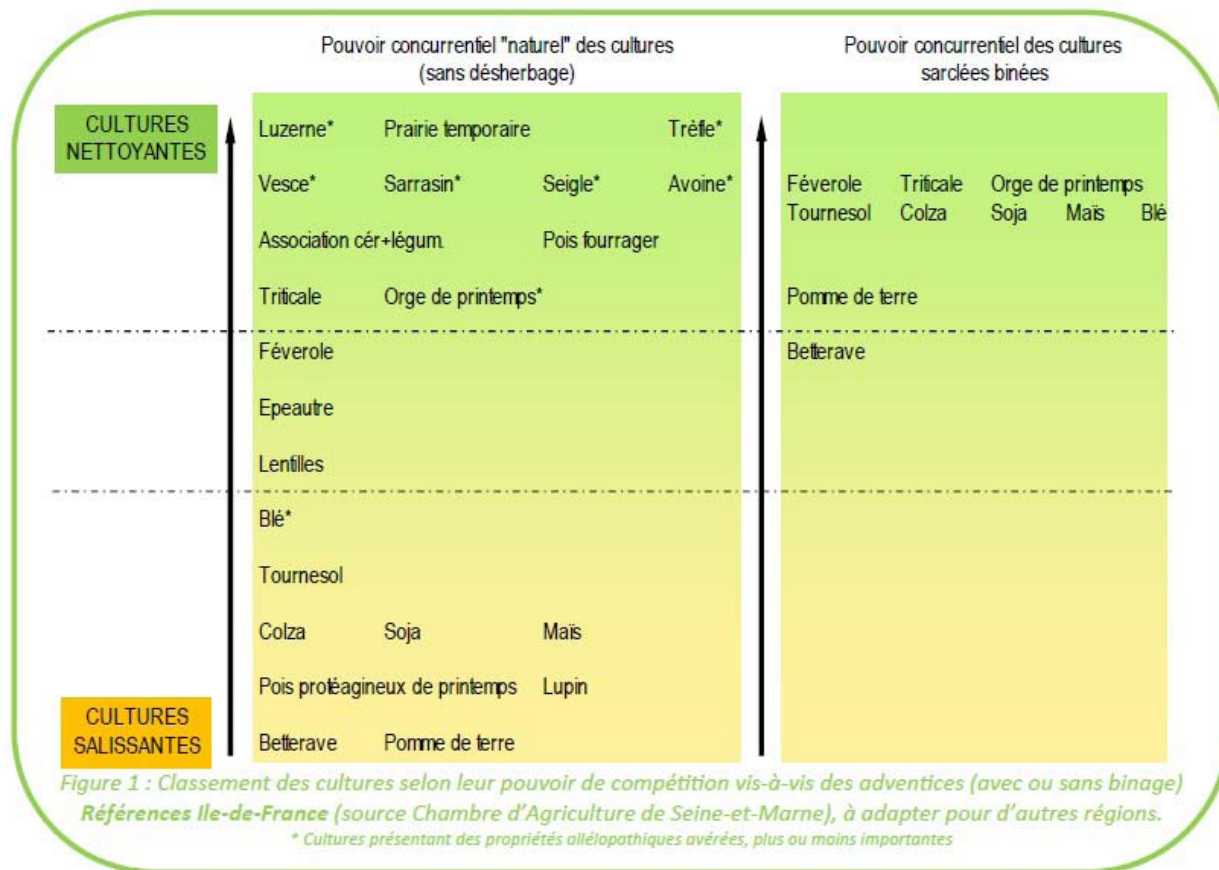 Pouvoir concurrentiel "naturel" des cultures
(sans désherbage)
Pouvoir concurrentiel des cultures
sarclées binées
CULTURES
NETTOYANTES
Luzerne* Prairie temporaire Trèfle*
Vesce* Sarrasin* Seigle* Avoine*
Association cér+légum. Pois fourrager
Triticale Orge de printemps*
Féverole
Epeautre
Lentilles
Blé*
Tournesol
Colza Soja Maïs
Pois protéagineux de printemps Lupin
Betterave Pomme de terre
Féverole Triticale Orge de printemps
Tournesol Colza Soja Maïs Blé
Pomme de terre
Betterave
CULTURES
SALISSANTES
Figure 1 : Classement des cultures selon leur pouvoir de compétition vis-à-vis des adventices (avec ou sans binage)
Références Ile-de-France (source Chambre d'Agriculture de Seine-et-Marne), à adapter pour d'autres régions.
* Cultures présentant des propriétés allélopathiques avérées, plus ou moins importantes